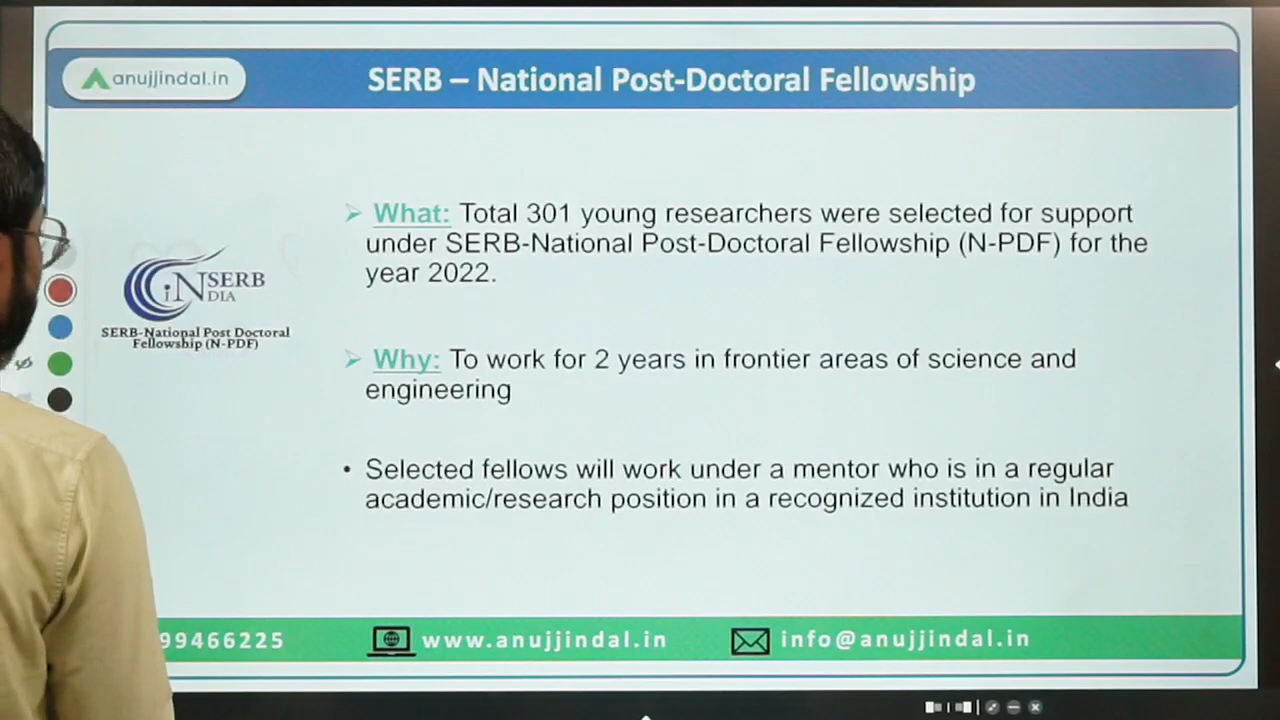 anujjindal.in
SERB – National Post-Doctoral Fellowship
What: Total 301 young researchers were selected for support
under SERB-National Post-Doctoral Fellowship (N-PDF) for the
year 2022.
iNSERB
DIA
SERB-National Post Doctoral
Fellowship (N-PDF)
Why: To work for 2 years in frontier areas of science and
engineering
• Selected fellows will work under a mentor who is in a regular
academic/research position in a recognized institution in India
99466225
www.anujjindal.in
info@anujjindal.in